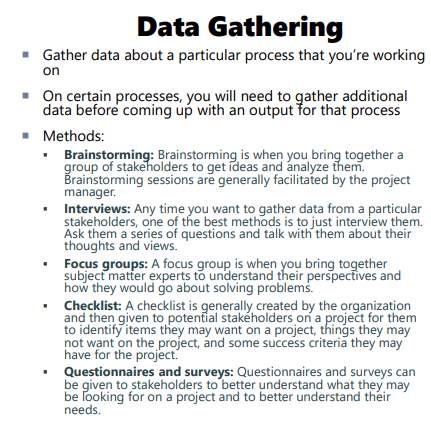 Data Gathering
▪ Gather data about a particular process that you’re working
on
▪ On certain processes, you will need to gather additional
data before coming up with an output for that process
▪ Methods:
▪ Brainstorming: Brainstorming is when you bring together a
group of stakeholders to get ideas and analyze them.
Brainstorming sessions are generally facilitated by the project
manager.
▪ Interviews: Any time you want to gather data from a particular
stakeholders, one of the best methods is to just interview them.
Ask them a series of questions and talk with them about their
thoughts and views.
▪ Focus groups: A focus group is when you bring together
subject matter experts to understand their perspectives and
how they would go about solving problems.
▪ Checklist: A checklist is generally created by the organization
and then given to potential stakeholders on a project for them
to identify items they may want on a project, things they may
not want on the project, and some success criteria they may
have for the project.
▪ Questionnaires and surveys: Questionnaires and surveys can
be given to stakeholders to better understand what they may
be looking for on a project and to better understand their
needs.